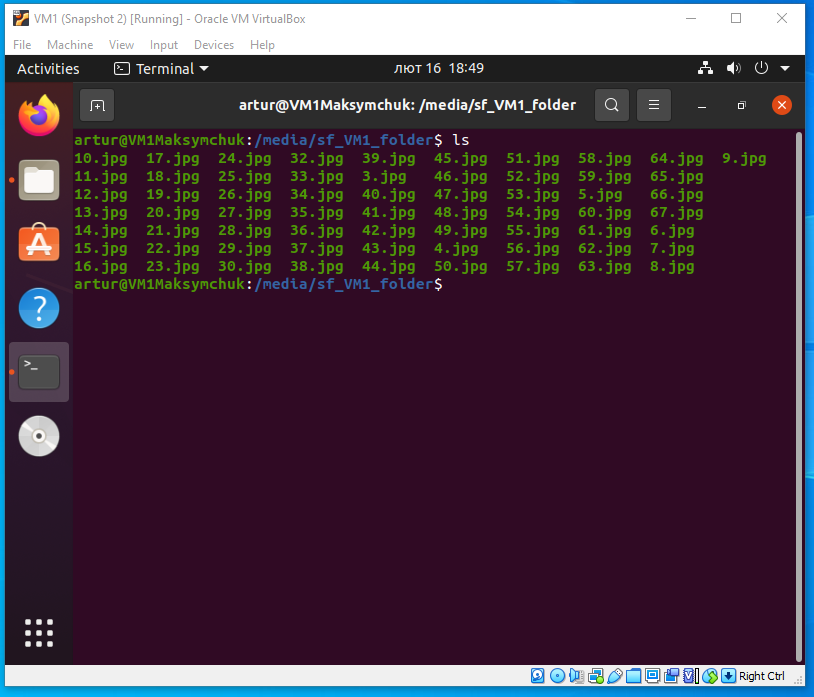 VM1 (Snapshot 2) [Running] - Oracle VM VirtualBox
File Machine View Input Devices Help
Activities Terminal лют 16 18:49
artur@VM1Maksymchuk: /media/sf_VM1_folder
artur@VM1Maksymchuk:/media/sf_VM1_folder$ ls
10.jpg 17.jpg 24.jpg 32.jpg 39.jpg 45.jpg 51.jpg 58.jpg 64.jpg 9.jpg
11.jpg 18.jpg 25.jpg 33.jpg 3.jpg 46.jpg 52.jpg 59.jpg 65.jpg
12.jpg 19.jpg 26.jpg 34.jpg 40.jpg 47.jpg 53.jpg 5.jpg 66.jpg
13.jpg 20.jpg 27.jpg 35.jpg 41.jpg 48.jpg 54.jpg 60.jpg 67.jpg
14.jpg 21.jpg 28.jpg 36.jpg 42.jpg 49.jpg 55.jpg 61.jpg 6.jpg
15.jpg 22.jpg 29.jpg 37.jpg 43.jpg 4.jpg 56.jpg 62.jpg 7.jpg
16.jpg 23.jpg 30.jpg 38.jpg 44.jpg 50.jpg 57.jpg 63.jpg 8.jpg
artur@VM1Maksymchuk:/media/sf_VM1_folder$
Right Ctrl